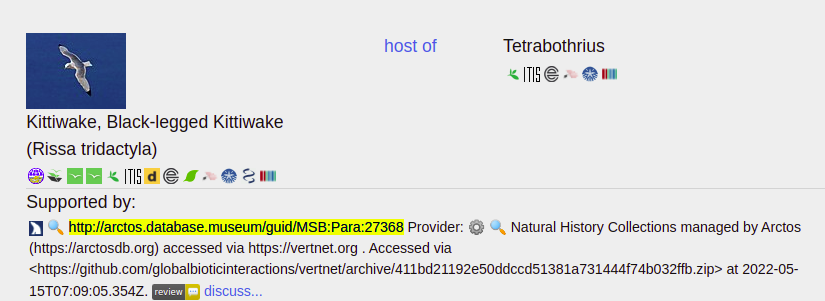 host of Tetrabothrius
ITIS
Kittiwake, Black-legged Kittiwake
(Rissa tridactyla)
ITIS d
Supported by:
http://arctos.database.museum/guid/MSB:Para:27368 Provider: Natural History Collections managed by Arctos
(https://arctosdb.org) accessed via https://vertnet.org . Accessed via
<https://github.com/globalbioticinteractions/vertnet/archive/411bd21192e50ddccd51381a731444f74b032ffb.zip> at 2022-05-
15T07:09:05.354Z. review discuss...